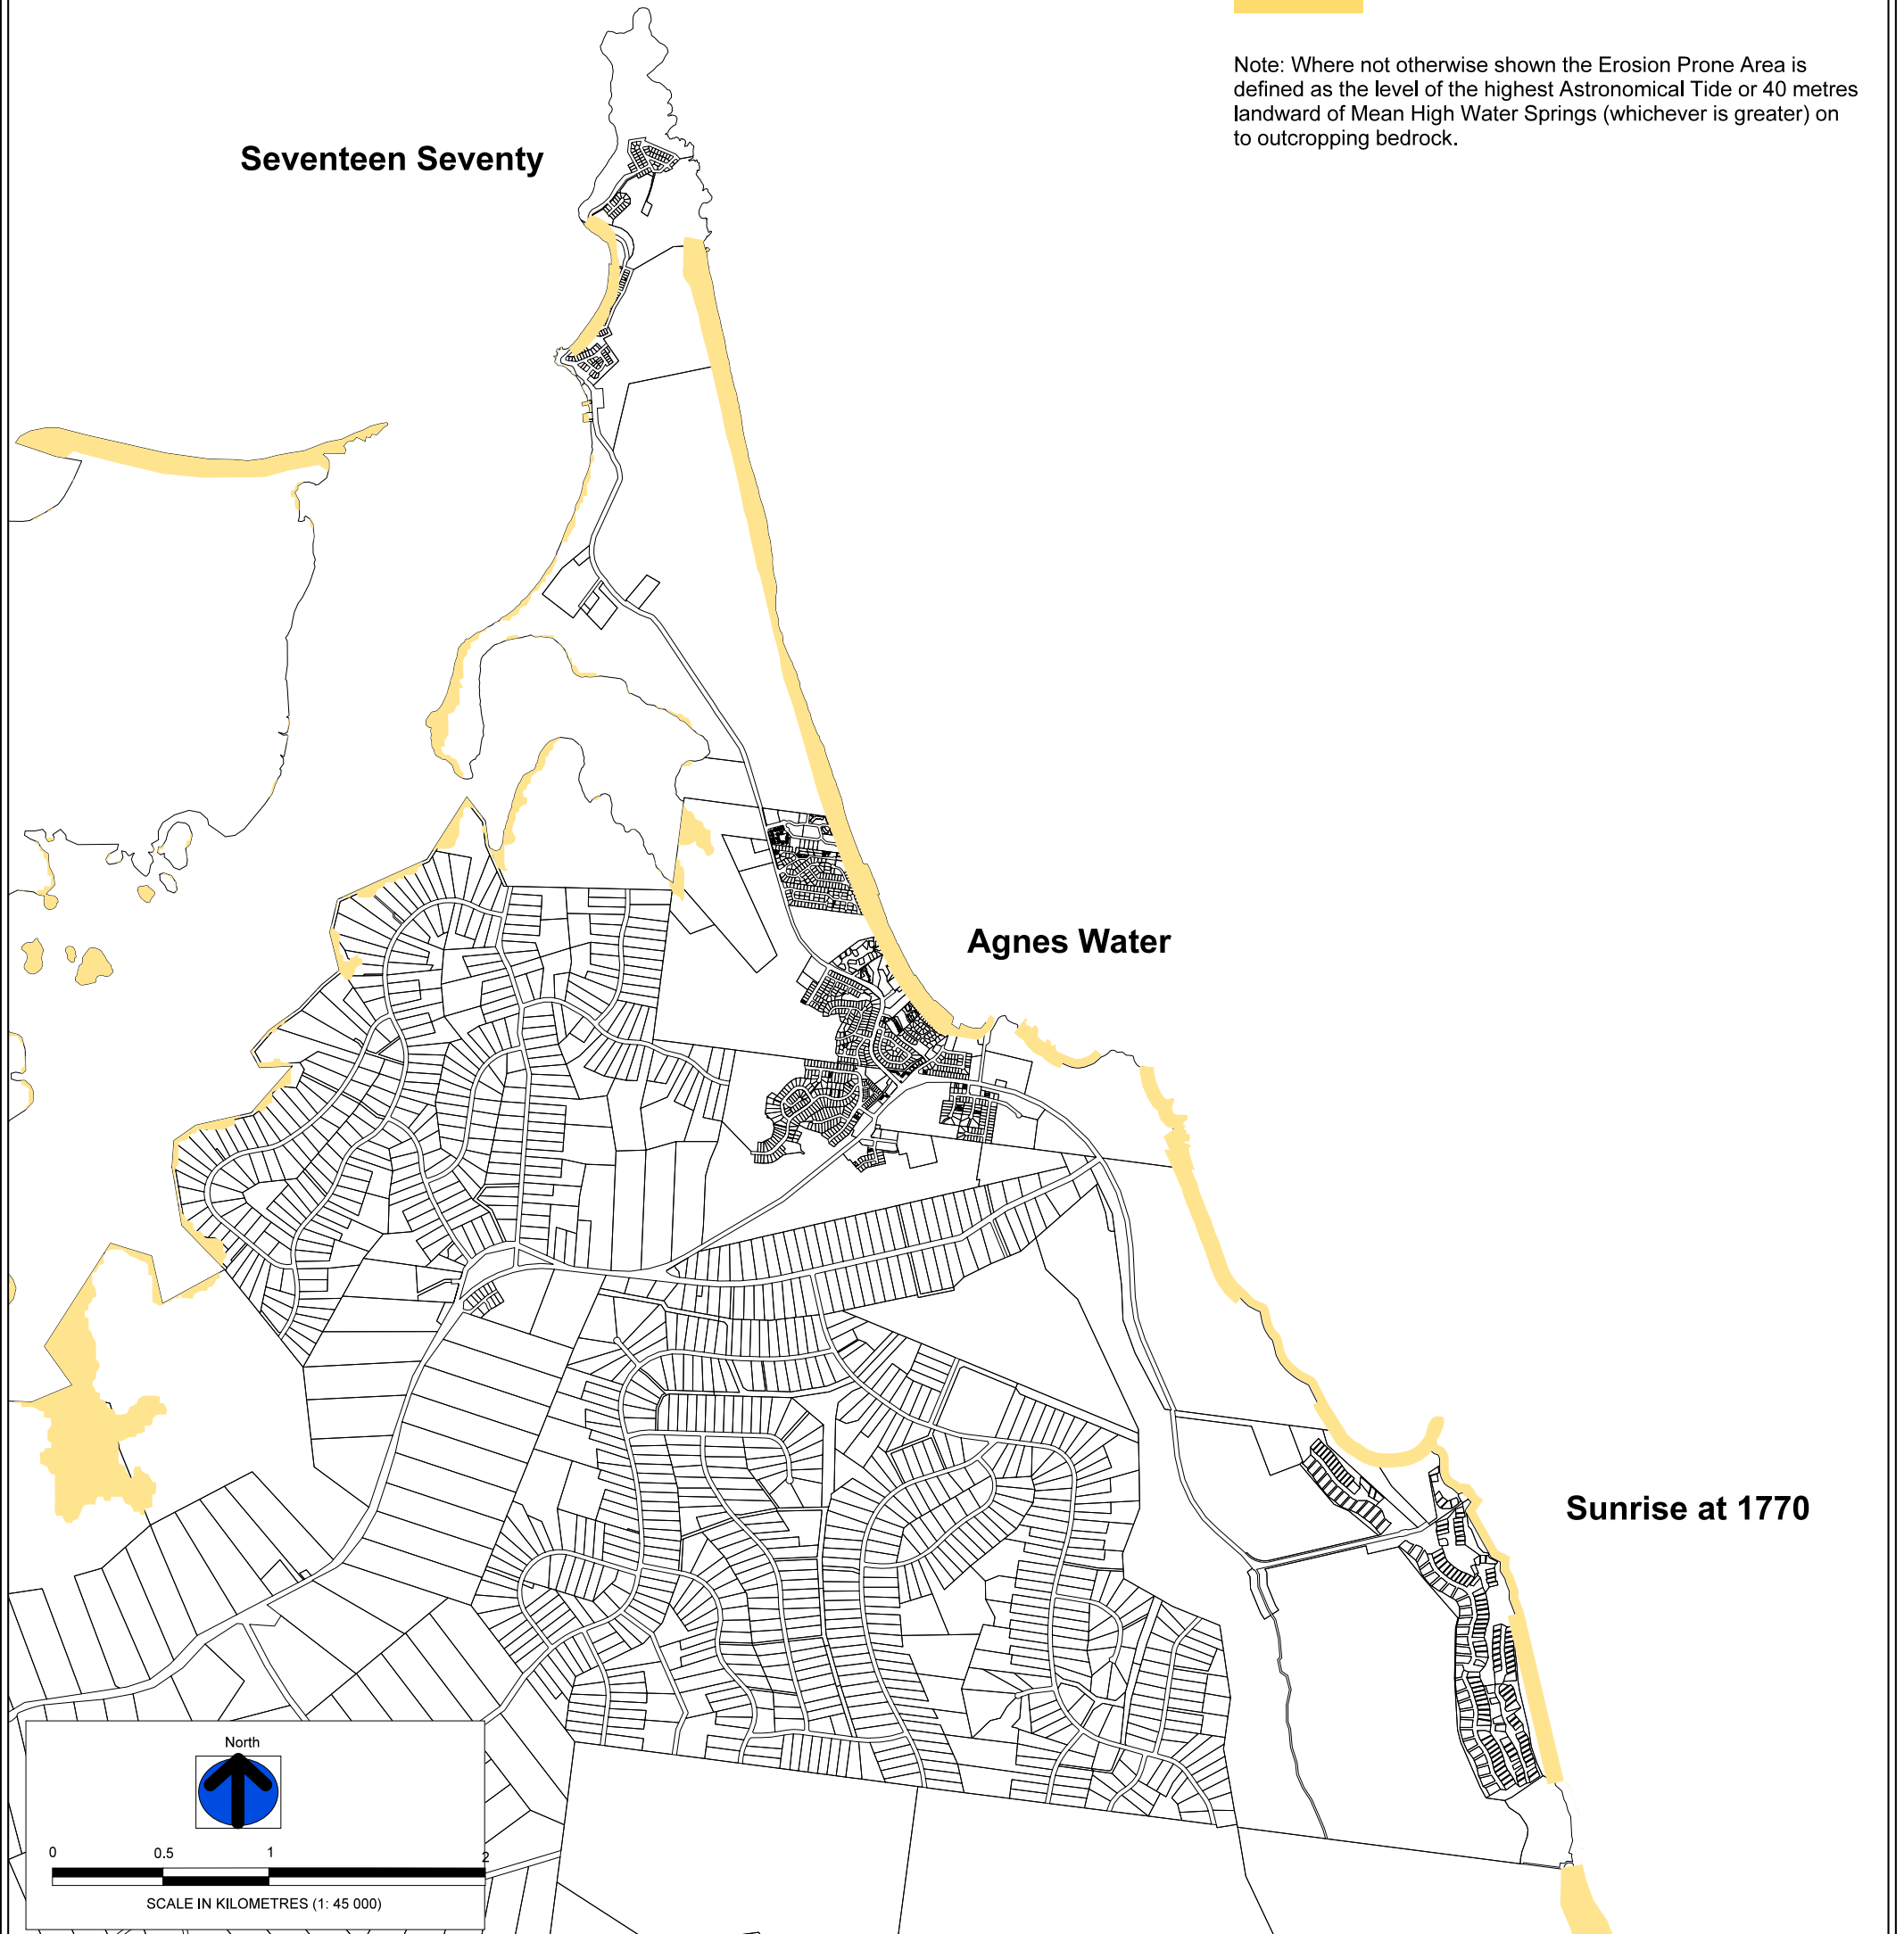 Note: Where not otherwise shown the Erosion Prone Area is
defined as the level of the highest Astronomical Tide or 40 metres
landward of Mean High Water Springs (whichever is greater) on
to outcropping bedrock.
Seventeen Seventy
Agnes Water
Sunrise at 1770
North
0 0.5 1 2
SCALE IN KILOMETRES (1: 45 000)